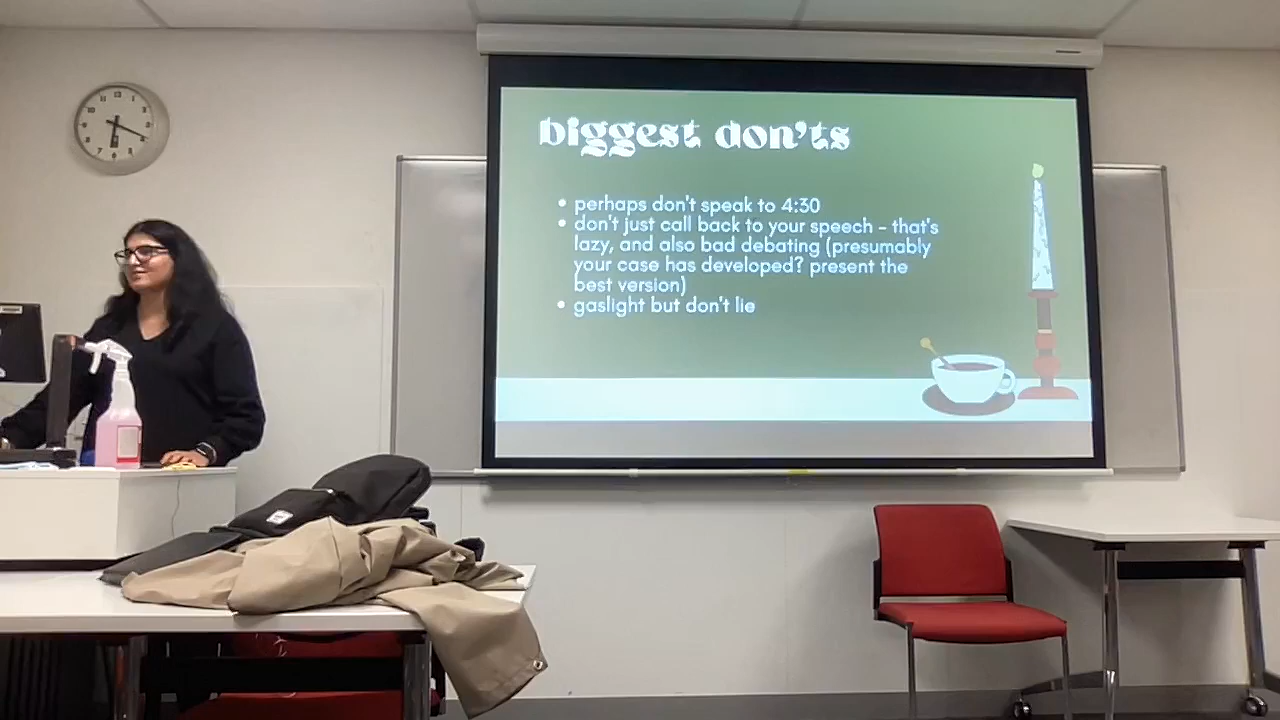 biggest don'ts
• perhaps don't speak to 4:30
• don't just call back to your speech - that's
lazy, and also bad debating (presumably
your case has developed? present the
best version)
• gaslight but don't lie